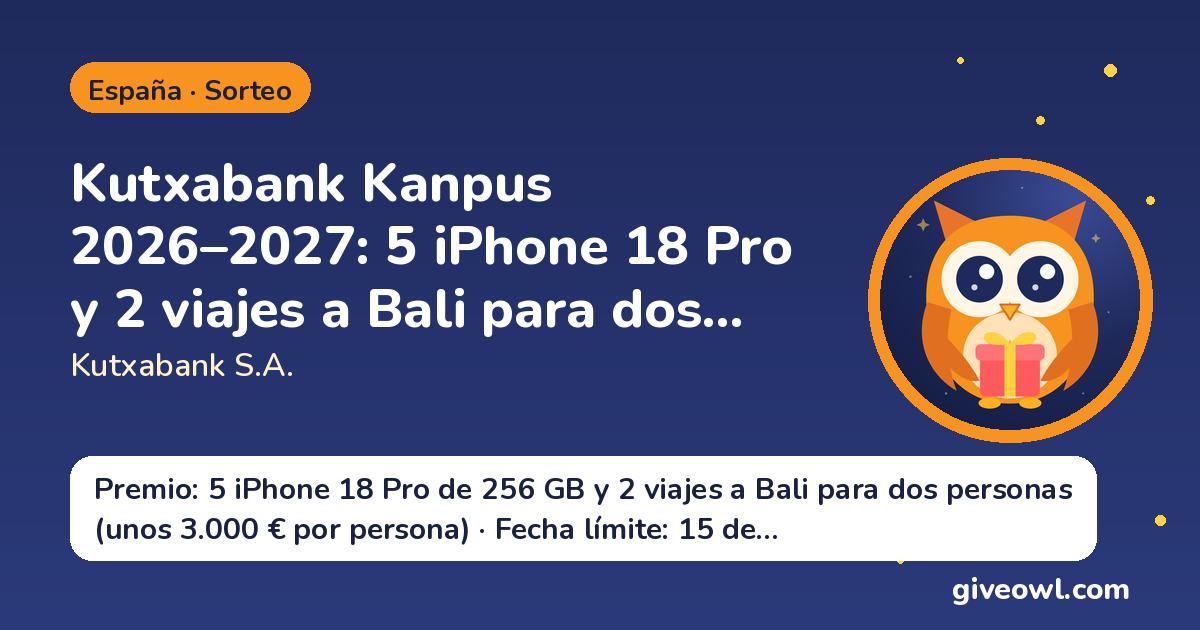 España · Sorteo
Kutxabank Kanpus
2026–2027: 5 iPhone 18 Pro
y 2 viajes a Bali para dos...
Kutxabank S.A.
Premio: 5 iPhone 18 Pro de 256 GB y 2 viajes a Bali para dos personas
(unos 3.000 € por persona) · Fecha límite: 15 de...
giveowl.com